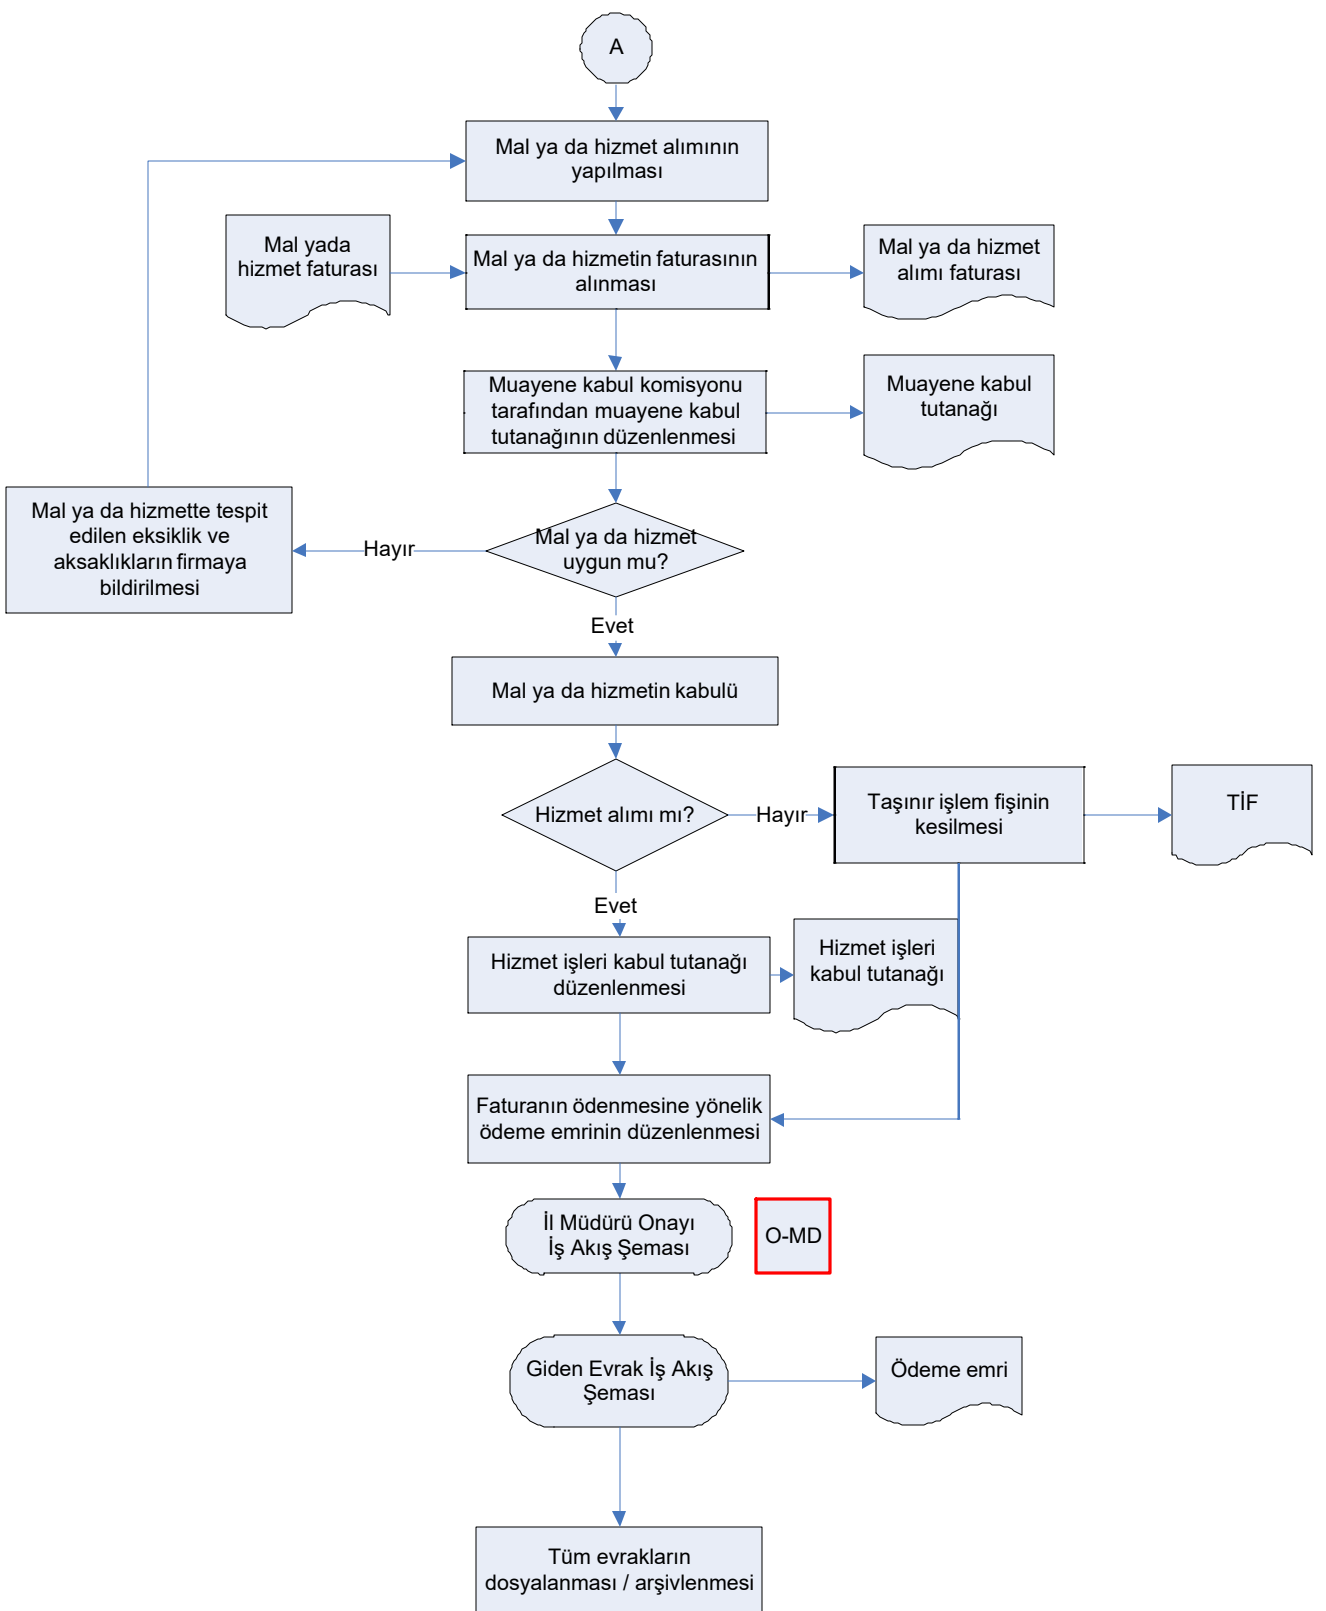 A
Mal ya da hizmet alımının
yapılması
Mal yada
hizmet faturası
Mal ya da hizmetin faturasının
alınması
Mal ya da hizmet
alımı faturası
Muayene kabul komisyonu
tarafından muayene kabul
tutanağının düzenlenmesi
Muayene kabul
tutanağı
Mal ya da hizmette tespit
edilen eksiklik ve
aksaklıkların firmaya
bildirilmesi
Hayır
Mal ya da hizmet
uygun mu?
Evet
Mal ya da hizmetin kabulü
Hizmet alımı mı?
Hayır
Taşınır işlem fişinin
kesilmesi
TİF
Evet
Hizmet işleri kabul tutanağı
düzenlenmesi
Hizmet işleri
kabul tutanağı
Faturanın ödenmesine yönelik
ödeme emrinin düzenlenmesi
İl Müdürü Onayı
İş Akış Şeması
O-MD
Giden Evrak İş Akış
Şeması
Ödeme emri
Tüm evrakların
dosyalanması / arşivlenmesi